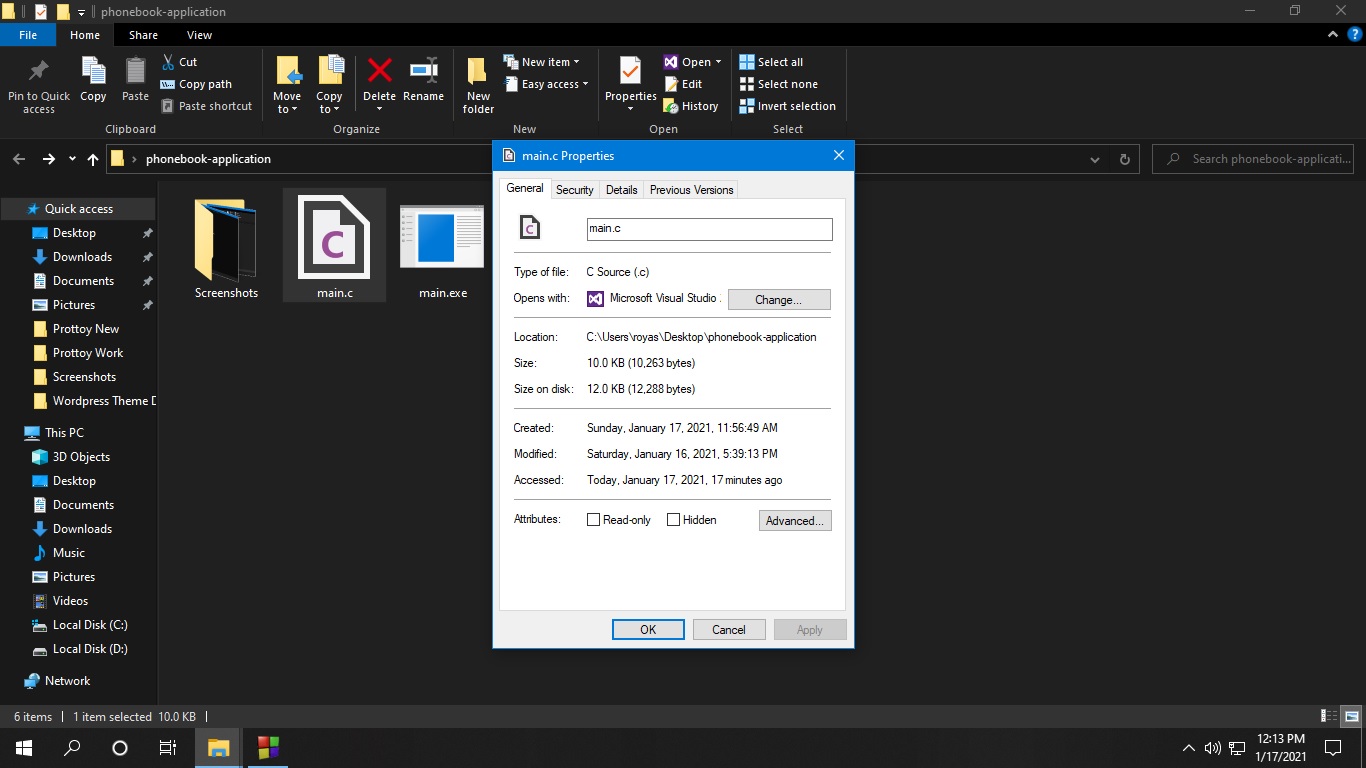 phonebook-application
File Home Share View
Pin to Quick access
Copy
Paste
Cut
Copy path
Paste shortcut
Clipboard
Move to
Copy to
Delete
Rename
Organize
New folder
New item
Easy access
New
Properties
Open
Edit
History
Open
Select all
Select none
Invert selection
Select
phonebook-application
Search phonebook-applicati...
Quick access
Desktop
Downloads
Documents
Pictures
Prottoy New
Prottoy Work
Screenshots
Wordpress Theme D
This PC
3D Objects
Desktop
Documents
Downloads
Music
Pictures
Videos
Local Disk (C:)
Local Disk (D:)
Network
Screenshots
C
main.c
main.exe
main.c Properties
General Security Details Previous Versions
C
main.c
Type of file: C Source (.c)
Opens with: Microsoft Visual Studio Change...
Location: C:\Users\royas\Desktop\phonebook-application
Size: 10.0 KB (10,263 bytes)
Size on disk: 12.0 KB (12,288 bytes)
Created: Sunday, January 17, 2021, 11:56:49 AM
Modified: Saturday, January 16, 2021, 5:39:13 PM
Accessed: Today, January 17, 2021, 17 minutes ago
Attributes: Read-only Hidden Advanced...
OK Cancel Apply
6 items 1 item selected 10.0 KB
12:13 PM
1/17/2021